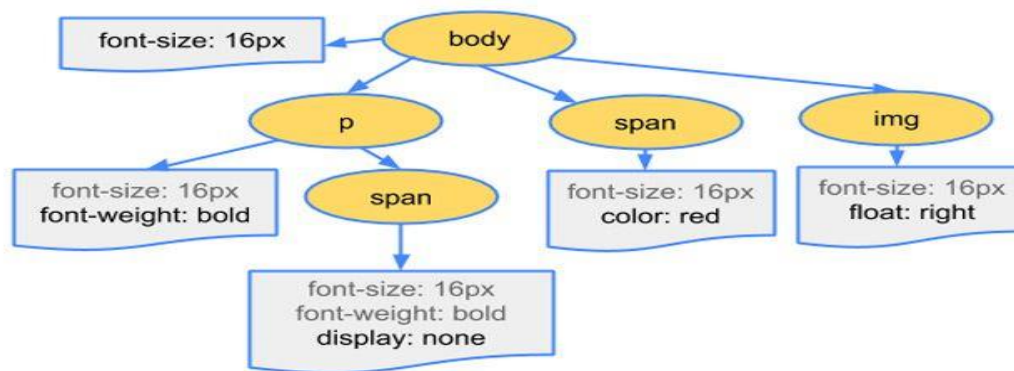 font-size: 16px
body
p
span
img
font-size: 16px
font-weight: bold
span
font-size: 16px
color: red
font-size: 16px
float: right
font-size: 16px
font-weight: bold
display: none